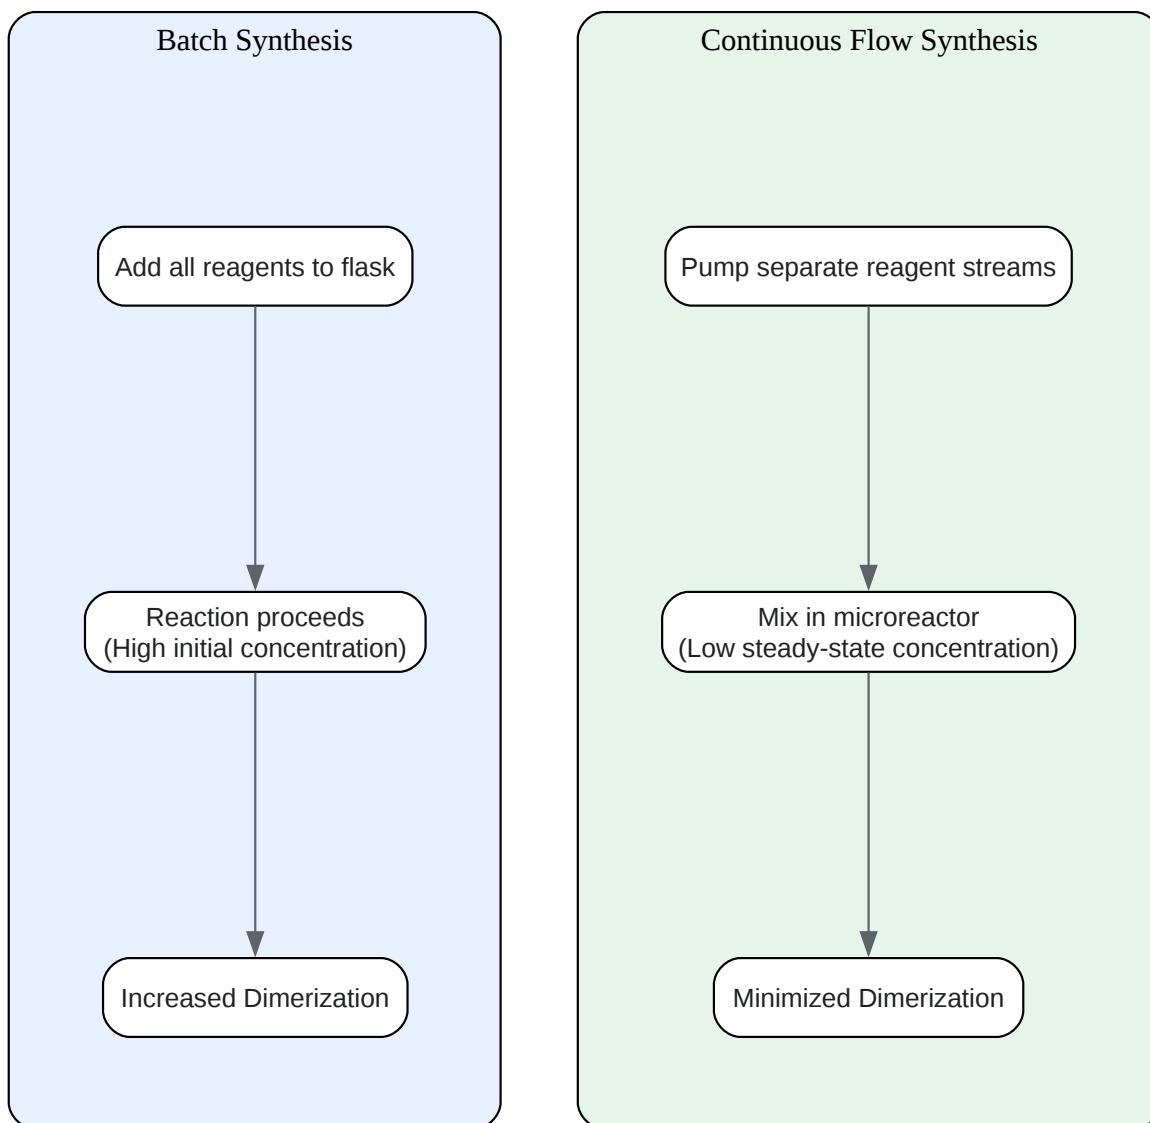 Batch Synthesis
Add all reagents to flask
Reaction proceeds
(High initial concentration)
Increased Dimerization
Continuous Flow Synthesis
Pump separate reagent streams
Mix in microreactor
(Low steady-state concentration)
Minimized Dimerization